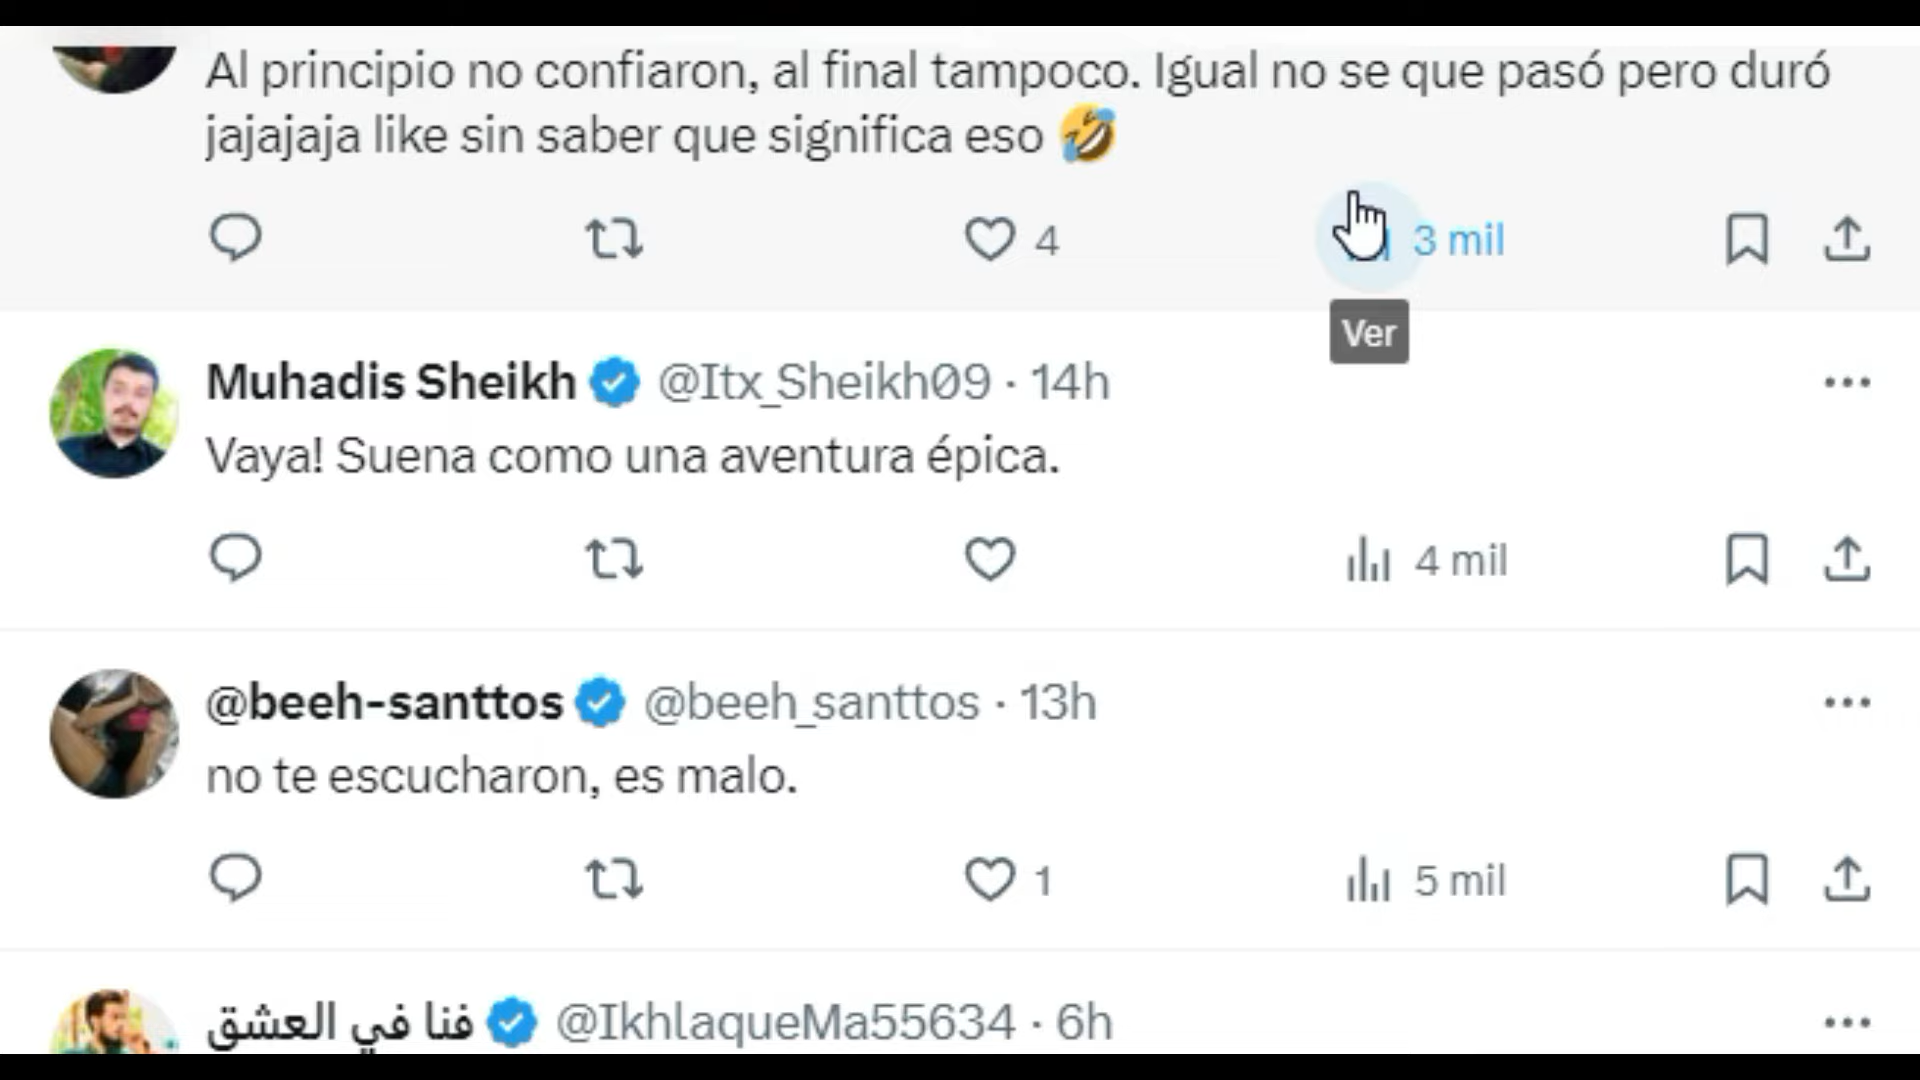 Al principio no confiaron, al final tampoco. Igual no se que pasó pero duró
jajajaja like sin saber que significa eso 🤣
4
3 mil
Ver
Muhadis Sheikh @Itx_Sheikh09 · 14h
Vaya! Suena como una aventura épica.
4 mil
@beeh-santtos @beeh_santtos · 13h
no te escucharon, es malo.
1
5 mil
فنا في العشق @IkhlaqueMa55634 · 6h